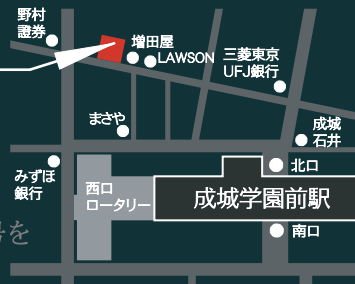 野村
證券
増田屋
LAWSON
三菱東京
UFJ銀行
まさや
成城
石井
みずほ
銀行
西口
ロータリー
北口
成城学園前駅
南口
を